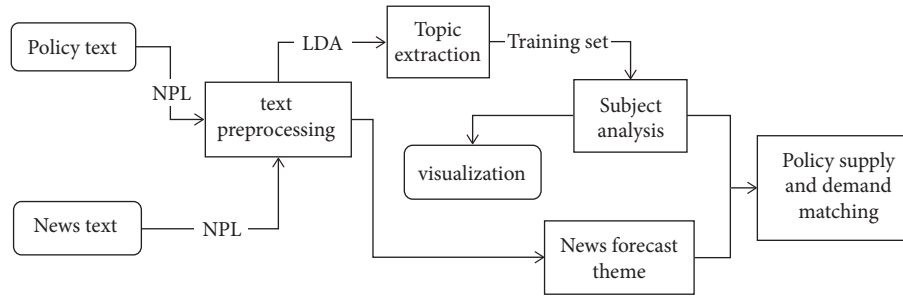 Policy text
NPL
LDA
Topic
extraction
Training set
text
preprocessing
Subject
analysis
visualization
Policy supply
and demand
matching
News text
NPL
News forecast
theme